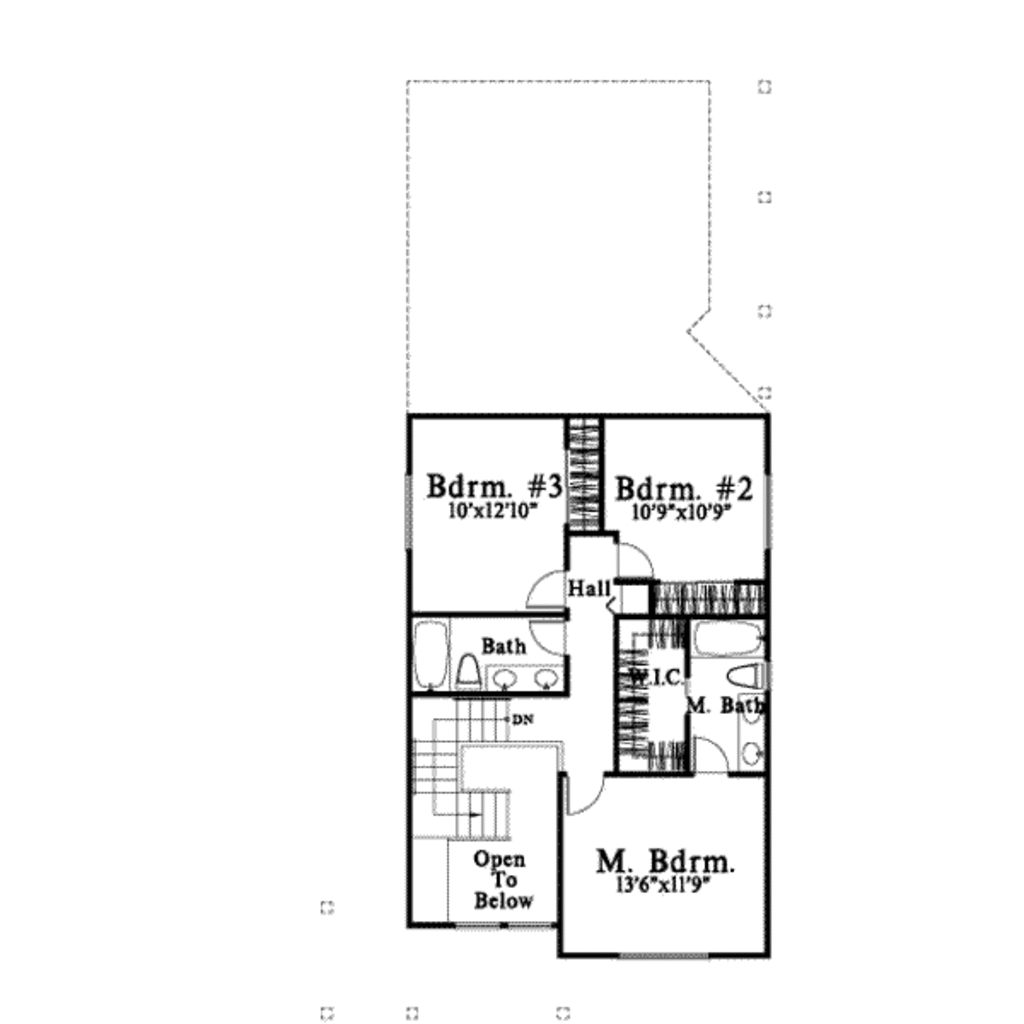 Bdrm. #3
10'x12'10"
Bdrm. #2
10'9"x10'9"
Hall
Bath
W.I.C.
M. Bath
DN
Open
To
Below
M. Bdrm.
13'6"x11'9"